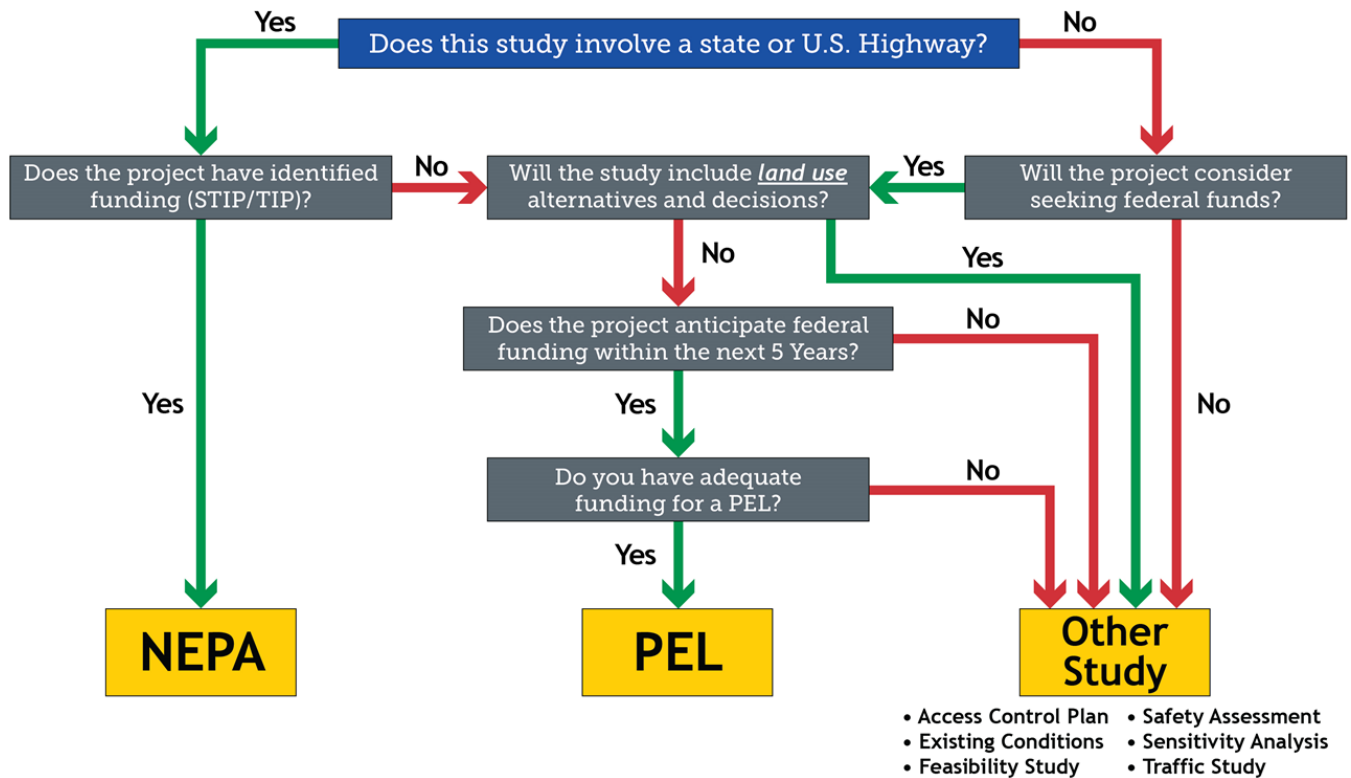 Yes
Does this study involve a state or U.S. Highway?
No
Does the project have identified
funding (STIP/TIP)?
No
Will the study include land use
alternatives and decisions?
Yes
Will the project consider
seeking federal funds?
No
Yes
Does the project anticipate federal
funding within the next 5 Years?
No
Yes
Yes
No
Do you have adequate
funding for a PEL?
No
Yes
NEPA
PEL
Other
Study
• Access Control Plan
• Existing Conditions
• Feasibility Study
• Safety Assessment
• Sensitivity Analysis
• Traffic Study